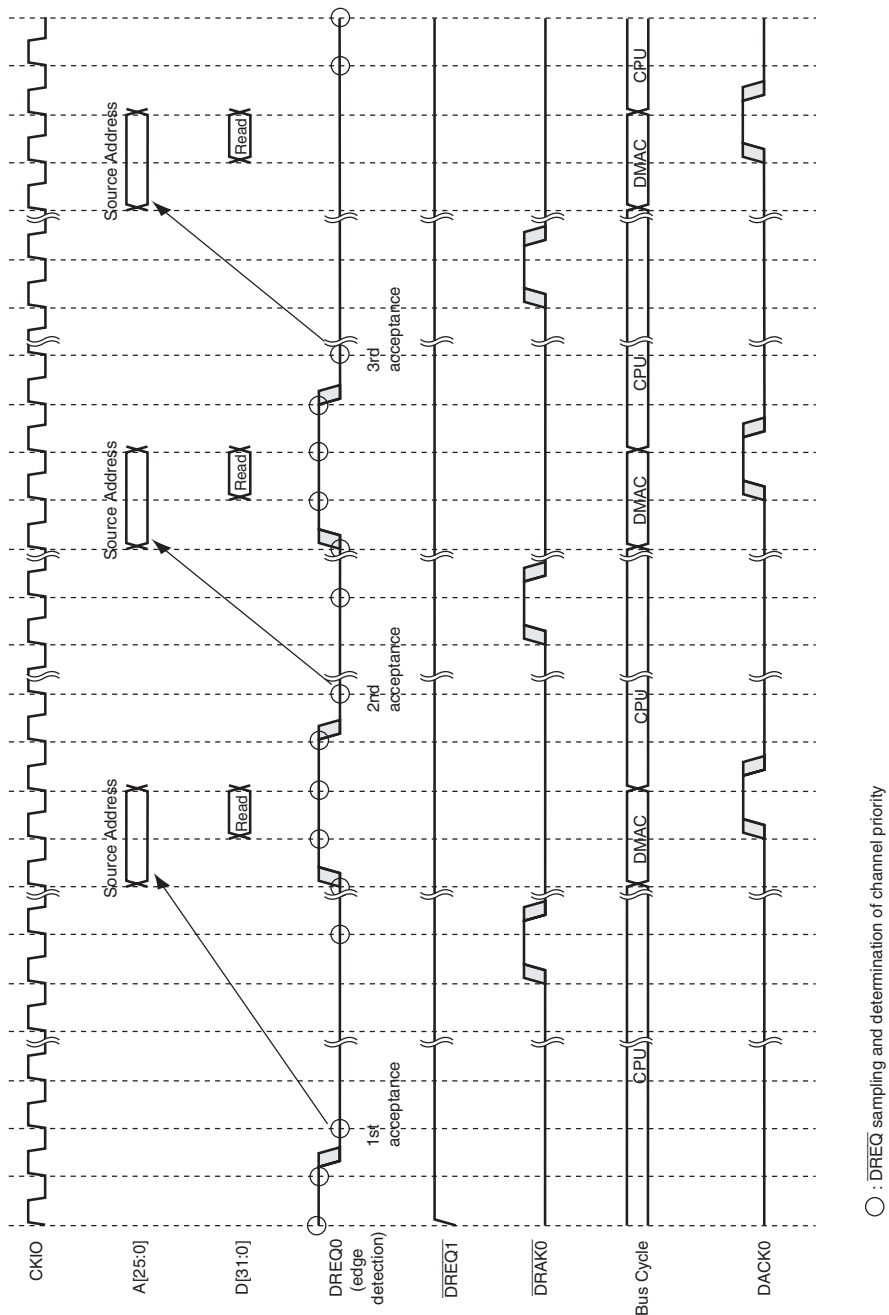 CKIO
Source Address Source Address Source Address
A[25:0]
D[31:0] Read Read Read
DREQ0
(edge
detection)
1st
acceptance
2nd
acceptance
3rd
acceptance
DREQ1
DRAK0
Bus Cycle CPU DMAC CPU DMAC CPU DMAC CPU
DACK0
○ : DREQ sampling and determination of channel priority